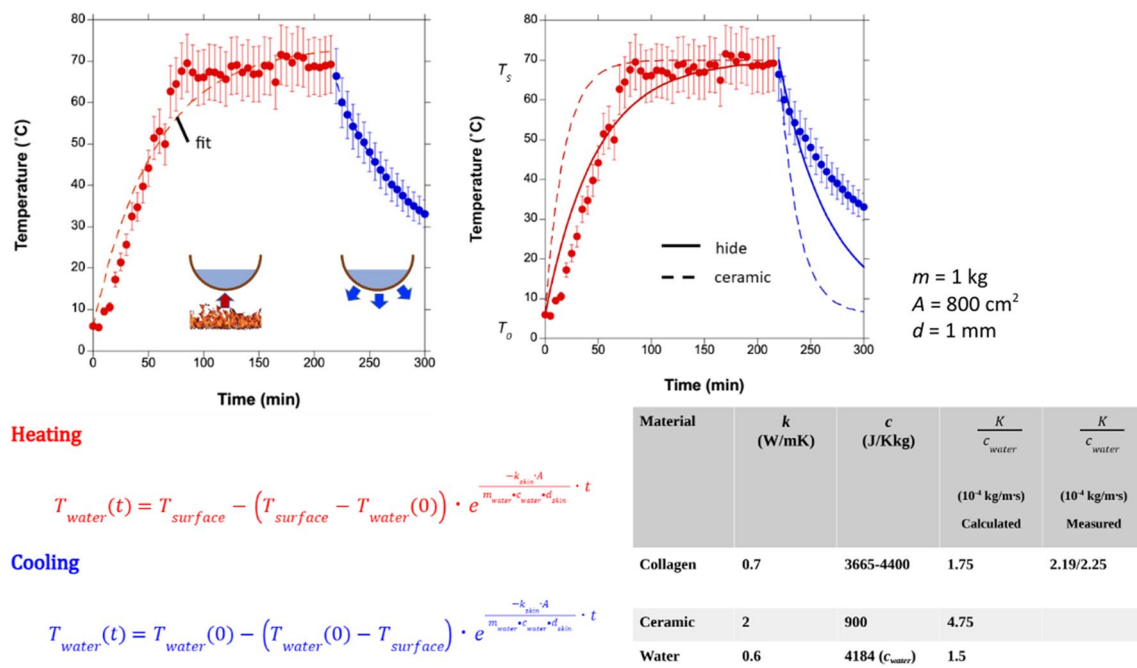 80
70
60
50
40
30
20
10
0
Temperature (°C)
fit
0 50 100 150 200 250 300
Time (min)
80
T_s 70
60
50
40
30
20
10
T_o 0
Temperature (°C)
hide
ceramic
0 50 100 150 200 250 300
Time (min)
m = 1 kg
A = 800 cm²
d = 1 mm
Heating
T_water(t) = T_surface − (T_surface − T_water(0)) · e^(−k_skin·A / m_water•c_water•d_skin · t)
Cooling
T_water(t) = T_water(0) − (T_water(0) − T_surface) · e^(−k_skin·A / m_water•c_water•d_skin · t)
Material k (W/mK) c (J/Kkg) K/c_water (10⁻⁴ kg/m·s) Calculated K/c_water (10⁻⁴ kg/m·s) Measured
Collagen 0.7 3665-4400 1.75 2.19/2.25
Ceramic 2 900 4.75
Water 0.6 4184 (c_water) 1.5